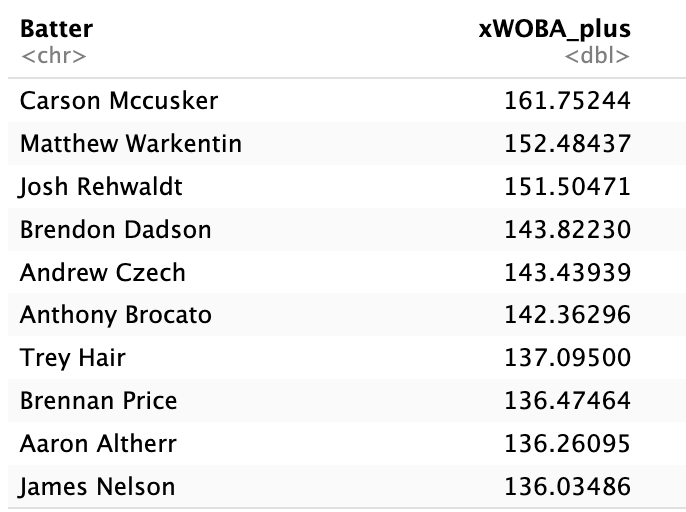 Batter xWOBA_plus
<chr> <dbl>
Carson Mccusker 161.75244
Matthew Warkentin 152.48437
Josh Rehwaldt 151.50471
Brendon Dadson 143.82230
Andrew Czech 143.43939
Anthony Brocato 142.36296
Trey Hair 137.09500
Brennan Price 136.47464
Aaron Altherr 136.26095
James Nelson 136.03486